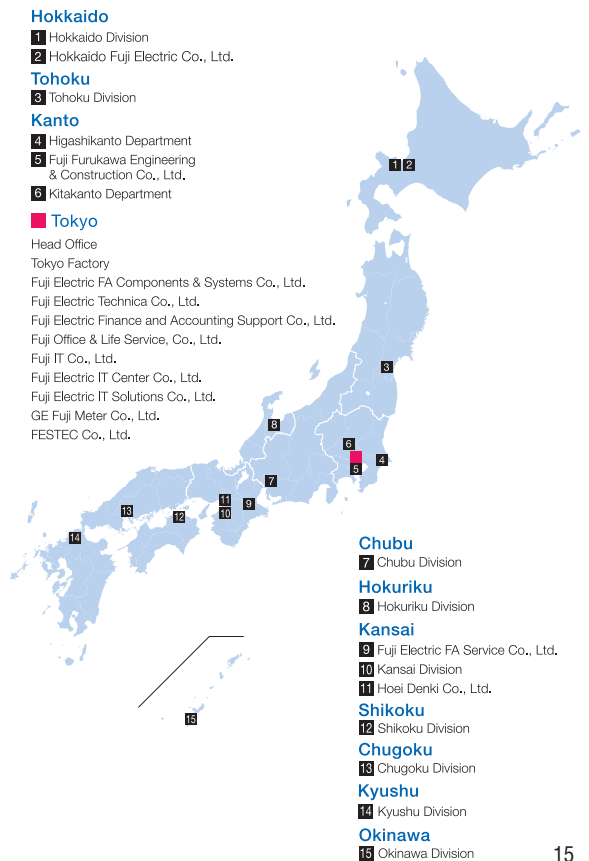 Hokkaido
1 Hokkaido Division
2 Hokkaido Fuji Electric Co., Ltd.
Tohoku
3 Tohoku Division
Kanto
4 Higashikanto Department
5 Fuji Furukawa Engineering
& Construction Co., Ltd.
6 Kitakanto Department
Tokyo
Head Office
Tokyo Factory
Fuji Electric FA Components & Systems Co., Ltd.
Fuji Electric Technica Co., Ltd.
Fuji Electric Finance and Accounting Support Co., Ltd.
Fuji Office & Life Service, Co., Ltd.
Fuji IT Co., Ltd.
Fuji Electric IT Center Co., Ltd.
Fuji Electric IT Solutions Co., Ltd.
GE Fuji Meter Co., Ltd.
FESTEC Co., Ltd.
1 2
3
8
6
4
5
7
11
9
10
13
12
14
15
Chubu
7 Chubu Division
Hokuriku
8 Hokuriku Division
Kansai
9 Fuji Electric FA Service Co., Ltd.
10 Kansai Division
11 Hoei Denki Co., Ltd.
Shikoku
12 Shikoku Division
Chugoku
13 Chugoku Division
Kyushu
14 Kyushu Division
Okinawa
15 Okinawa Division
15